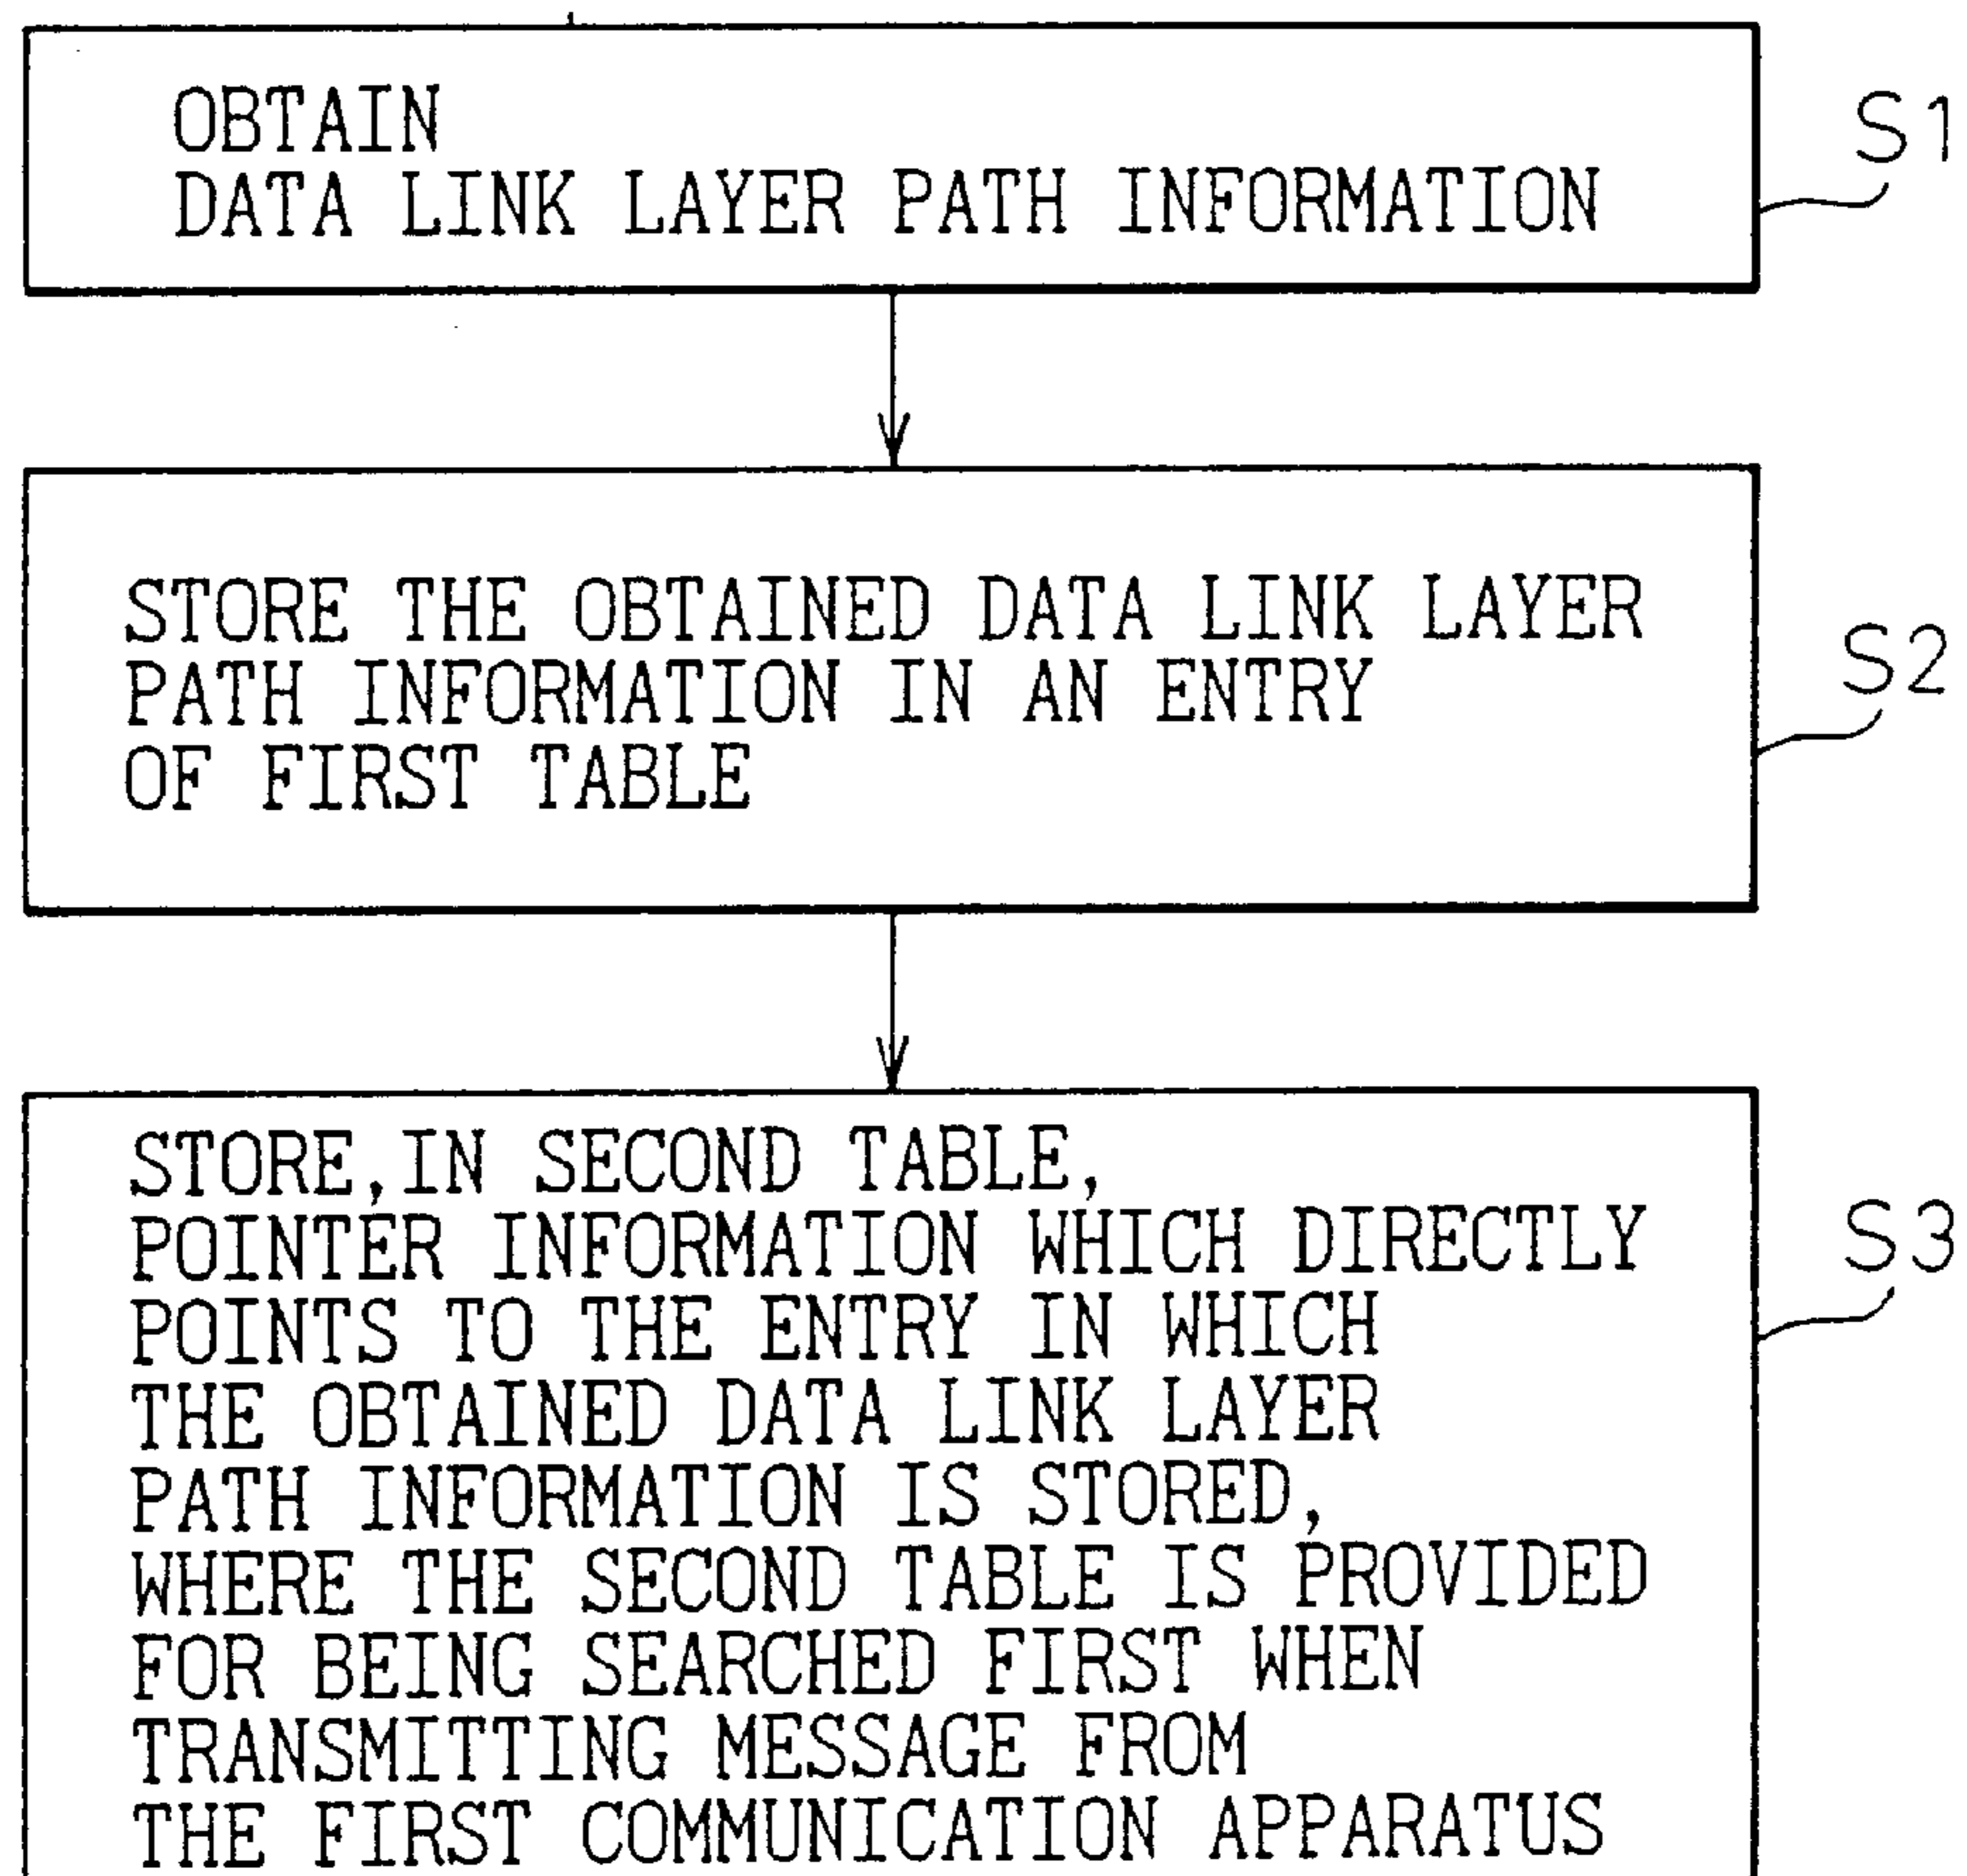 OBTAIN
DATA LINK LAYER PATH INFORMATION
S1
STORE THE OBTAINED DATA LINK LAYER
PATH INFORMATION IN AN ENTRY
OF FIRST TABLE
S2
STORE, IN SECOND TABLE,
POINTER INFORMATION WHICH DIRECTLY
POINTS TO THE ENTRY IN WHICH
THE OBTAINED DATA LINK LAYER
PATH INFORMATION IS STORED,
WHERE THE SECOND TABLE IS PROVIDED
FOR BEING SEARCHED FIRST WHEN
TRANSMITTING MESSAGE FROM
THE FIRST COMMUNICATION APPARATUS
S3